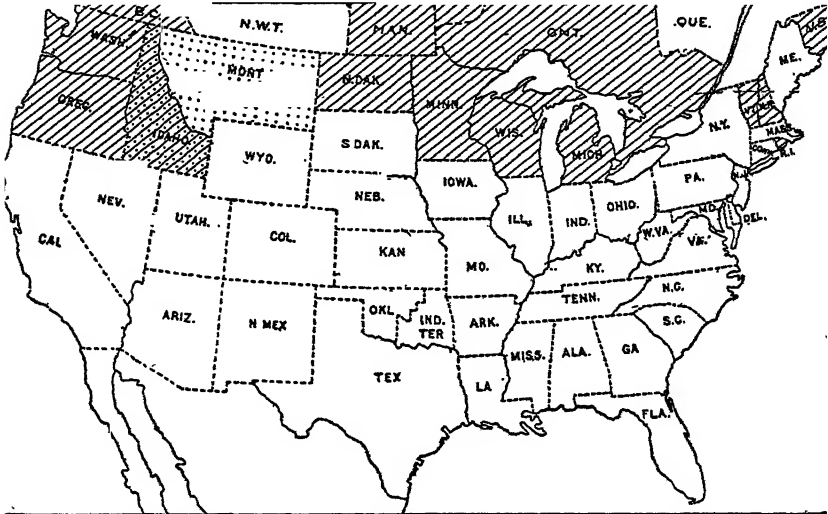 B.C.
N.W.T.
MAN.
ONT.
QUE.
N.B.
WASH.
MONT
N.DAK.
MINN.
ME.
OREG.
IDAHO
WYO.
S DAK.
WIS.
MICH
N.Y.
MASS.
CONN.
R.I.
NEV.
UTAH.
NEB.
IOWA.
ILL.
IND.
OHIO.
PA.
N.J.
CAL
COL.
KAN
MO.
KY.
W.VA.
VA.
MD.
DEL.
ARIZ.
N MEX
OKL
IND.
TER
ARK.
TENN.
N.C.
S.C.
TEX
LA
MISS.
ALA.
GA
FLA.